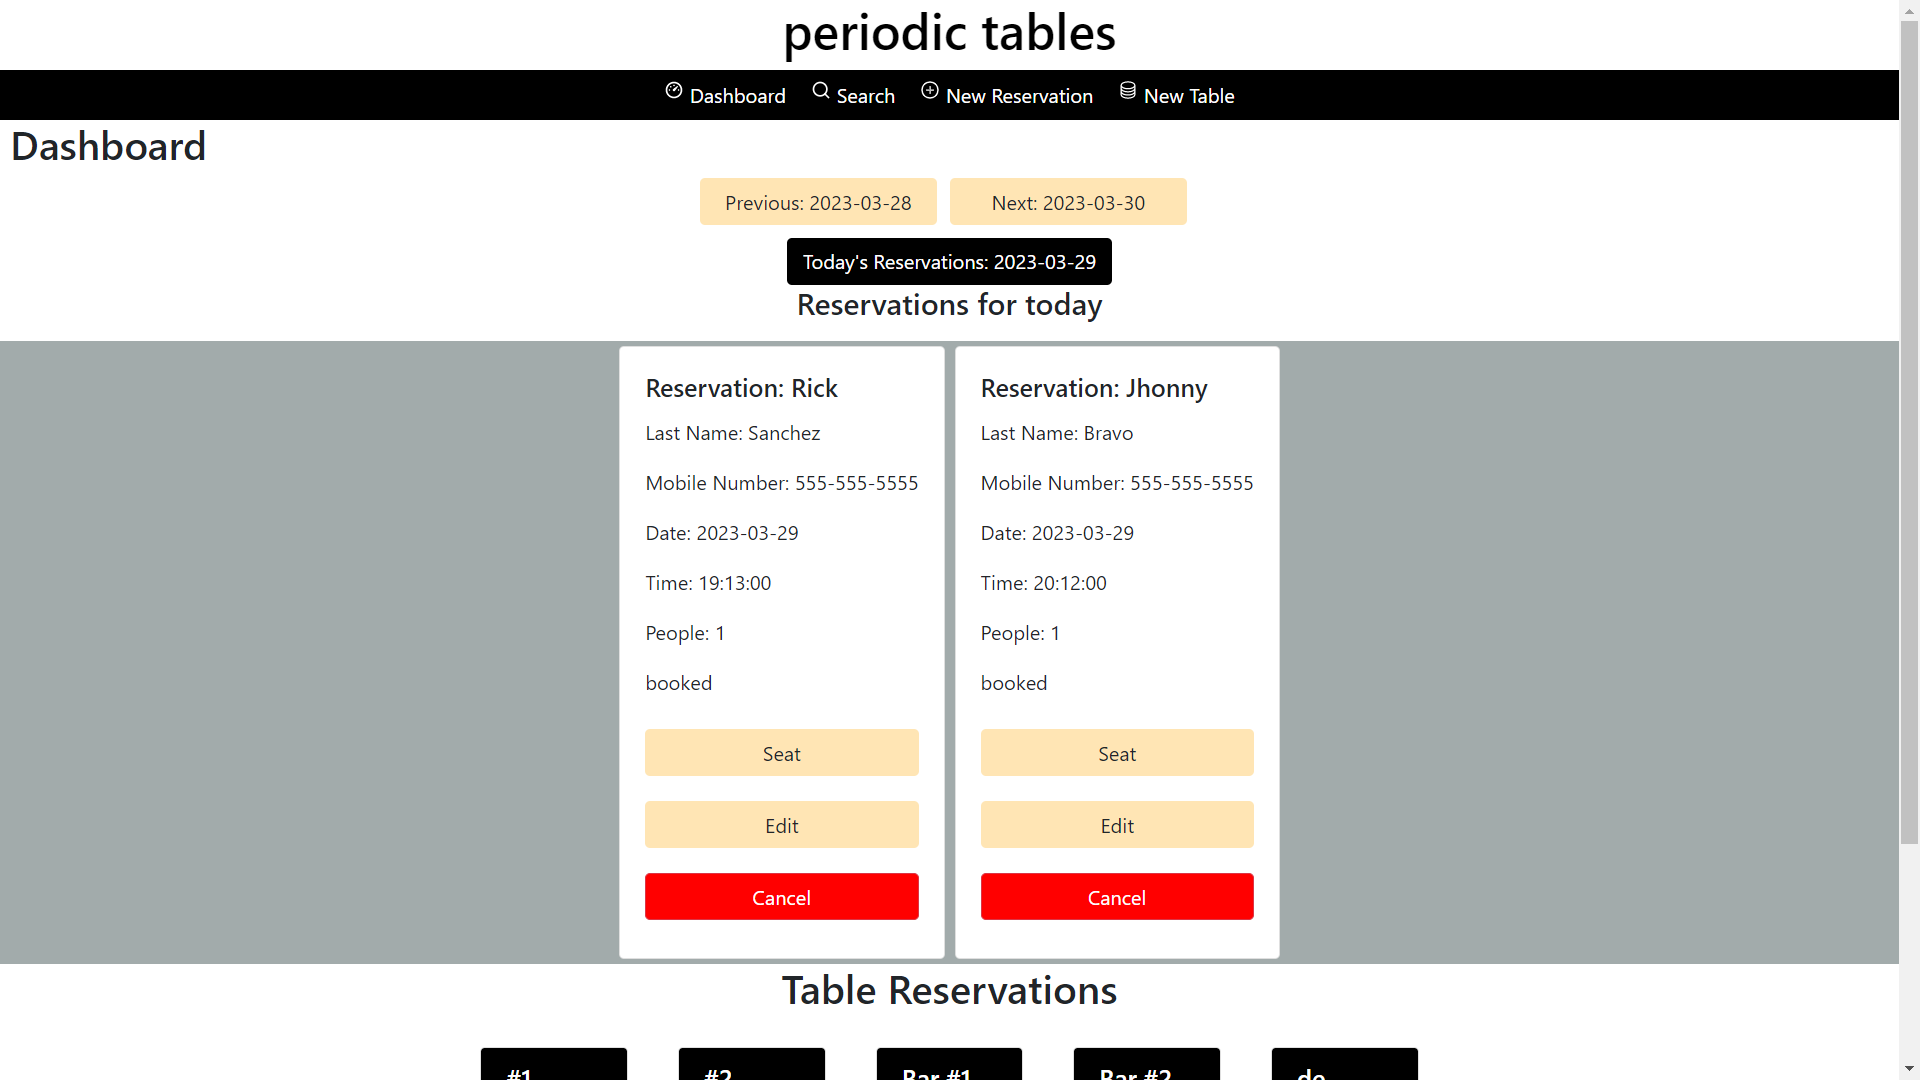 periodic tables
Dashboard Search New Reservation New Table
Dashboard
Previous: 2023-03-28 Next: 2023-03-30
Today's Reservations: 2023-03-29
Reservations for today
Reservation: Rick
Last Name: Sanchez
Mobile Number: 555-555-5555
Date: 2023-03-29
Time: 19:13:00
People: 1
booked
Seat
Edit
Cancel
Reservation: Jhonny
Last Name: Bravo
Mobile Number: 555-555-5555
Date: 2023-03-29
Time: 20:12:00
People: 1
booked
Seat
Edit
Cancel
Table Reservations
#1 #2 Bar #1 Bar #2 de